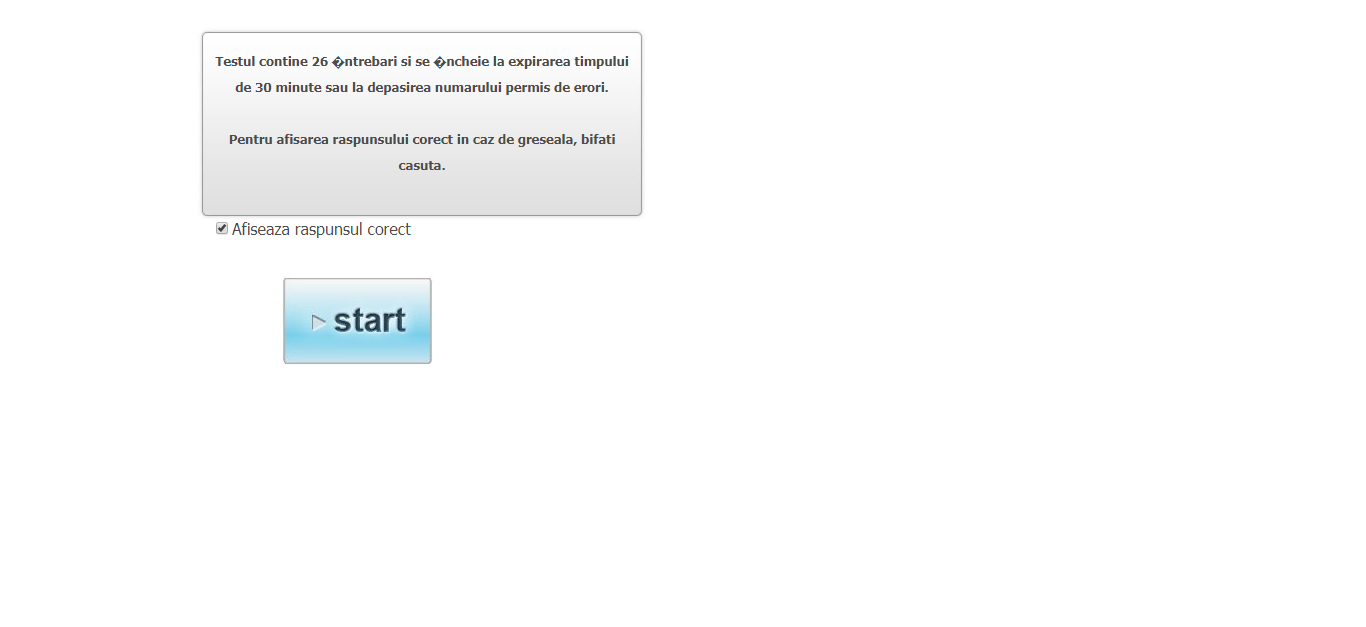 Testul contine 26 �ntrebari si se �ncheie la expirarea timpului
de 30 minute sau la depasirea numarului permis de erori.
Pentru afisarea raspunsului corect in caz de greseala, bifati
casuta.
Afiseaza raspunsul corect
start